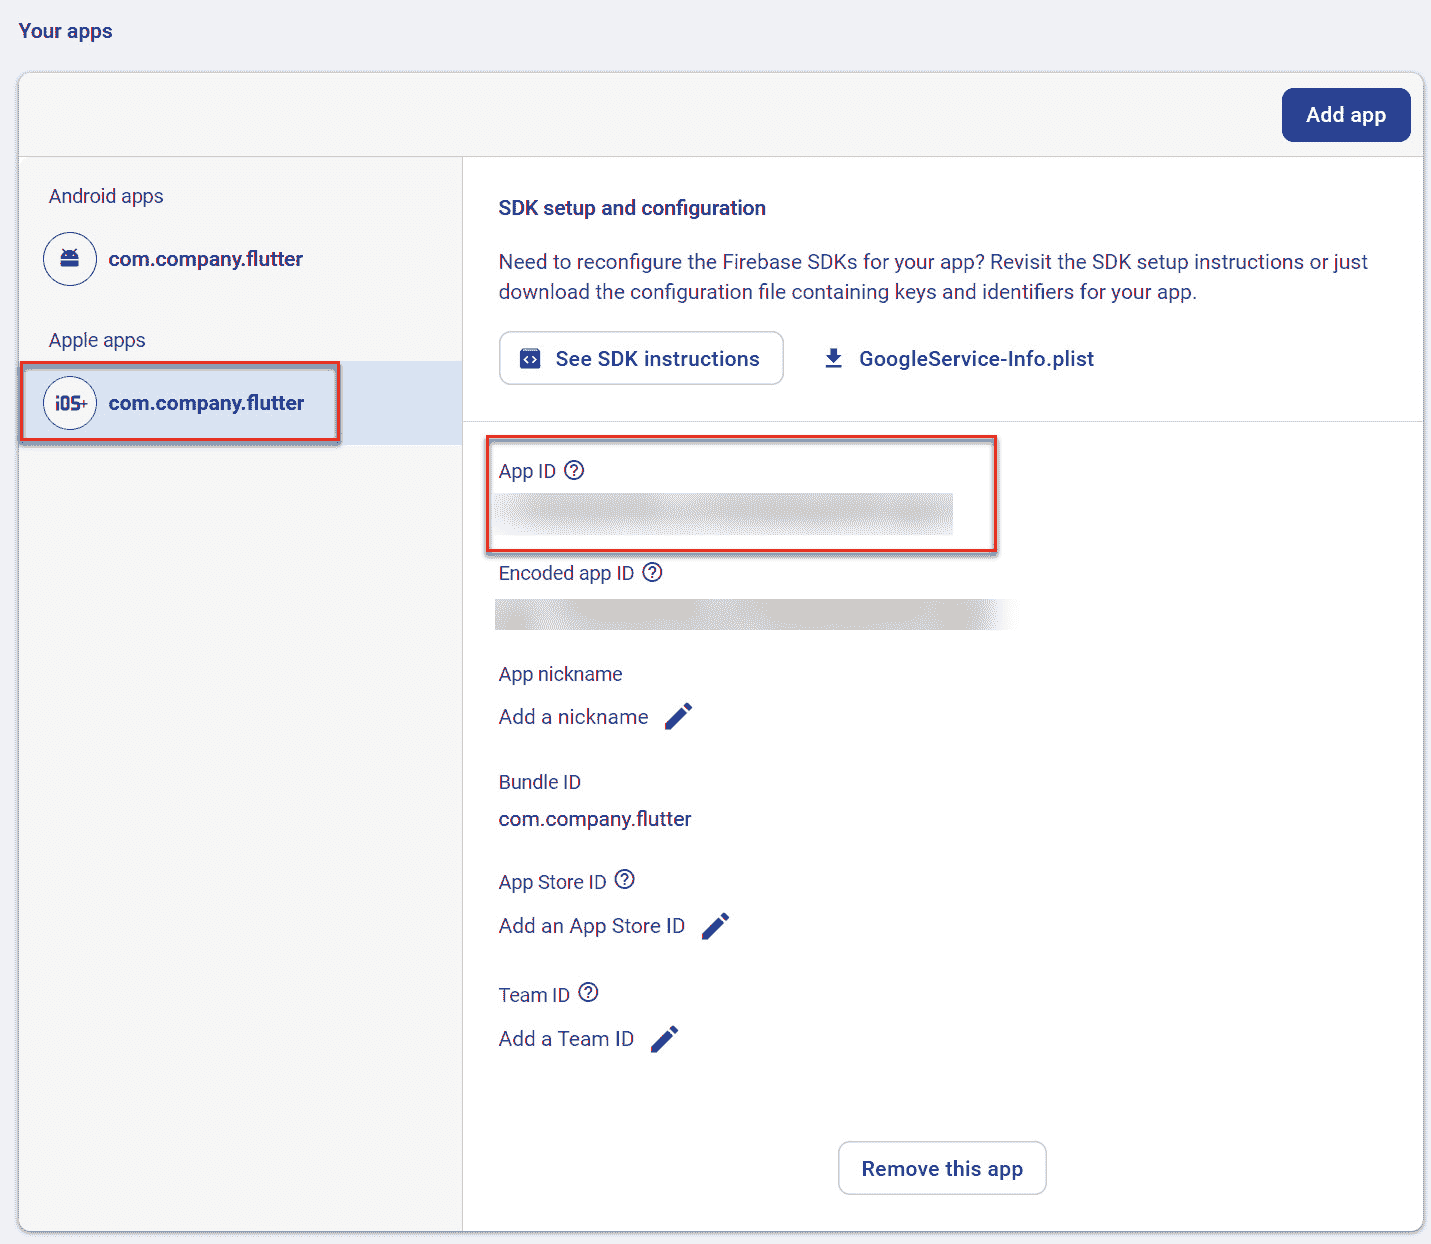 Your apps
Add app
Android apps
com.company.flutter
Apple apps
iOS+ com.company.flutter
SDK setup and configuration
Need to reconfigure the Firebase SDKs for your app? Revisit the SDK setup instructions or just
download the configuration file containing keys and identifiers for your app.
See SDK instructions
GoogleService-Info.plist
App ID
Encoded app ID
App nickname
Add a nickname
Bundle ID
com.company.flutter
App Store ID
Add an App Store ID
Team ID
Add a Team ID
Remove this app